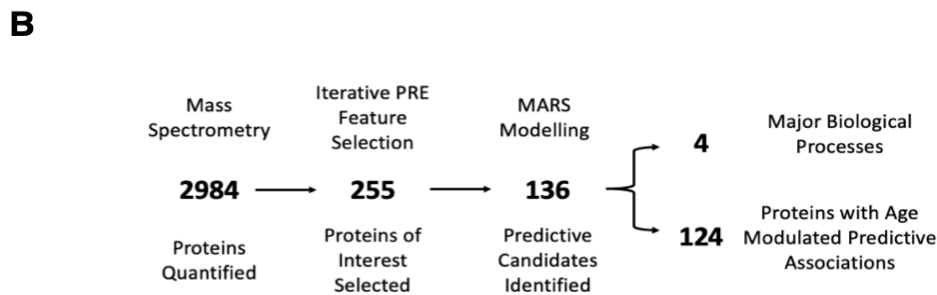 B
Mass
Spectrometry
2984
Proteins
Quantified
Iterative PRE
Feature
Selection
255
Proteins of
Interest
Selected
MARS
Modelling
136
Predictive
Candidates
Identified
4
Major Biological
Processes
124
Proteins with Age
Modulated Predictive
Associations